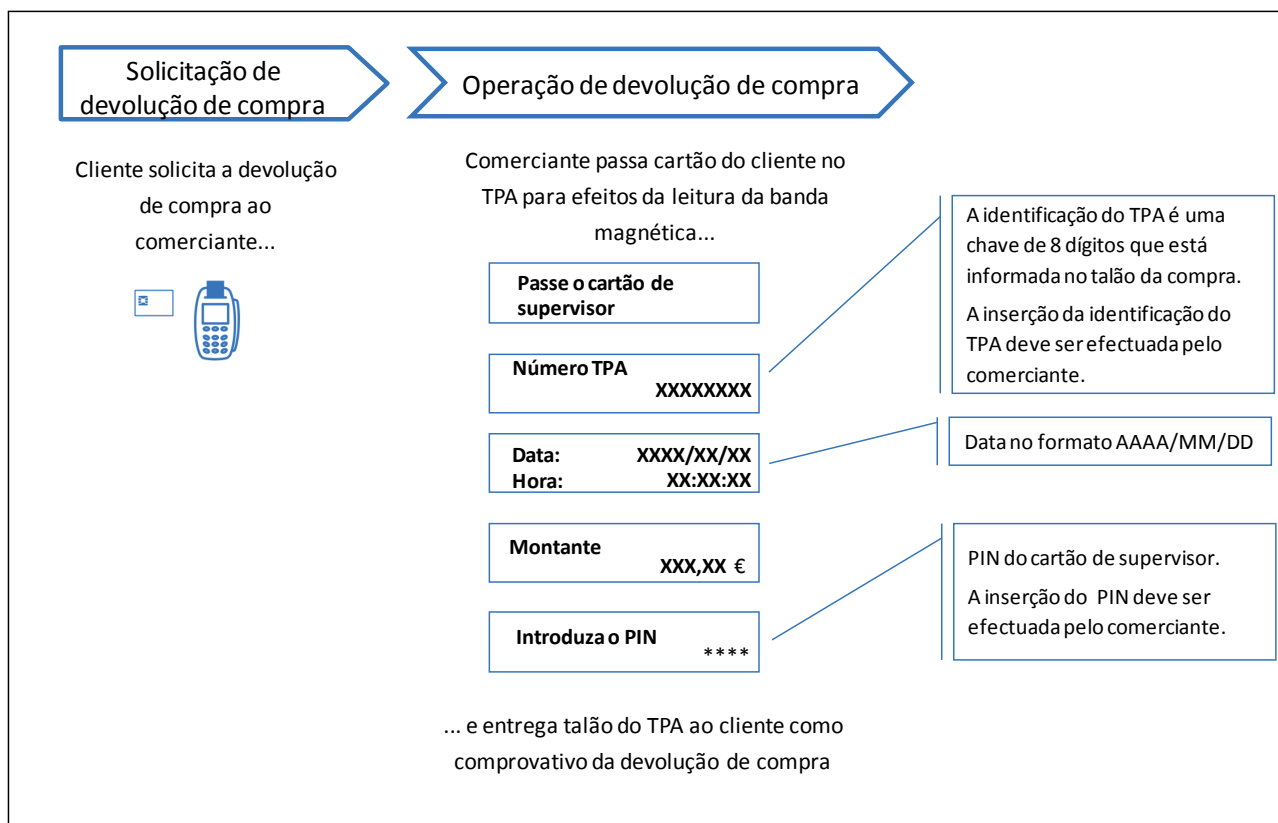 Solicitação de
devolução de compra
Operação de devolução de compra
Cliente solicita a devolução
de compra ao
comerciante...
Comerciante passa cartão do cliente no
TPA para efeitos da leitura da banda
magnética...
Passe o cartão de
supervisor
Número TPA
XXXXXXXX
A identificação do TPA é uma
chave de 8 dígitos que está
informada no talão da compra.
A inserção da identificação do
TPA deve ser efectuada pelo
comerciante.
Data: XXXX/XX/XX
Hora: XX:XX:XX
Data no formato AAAA/MM/DD
Montante
XXX,XX €
Introduza o PIN
****
PIN do cartão de supervisor.
A inserção do PIN deve ser
efectuada pelo comerciante.
... e entrega talão do TPA ao cliente como
comprovativo da devolução de compra